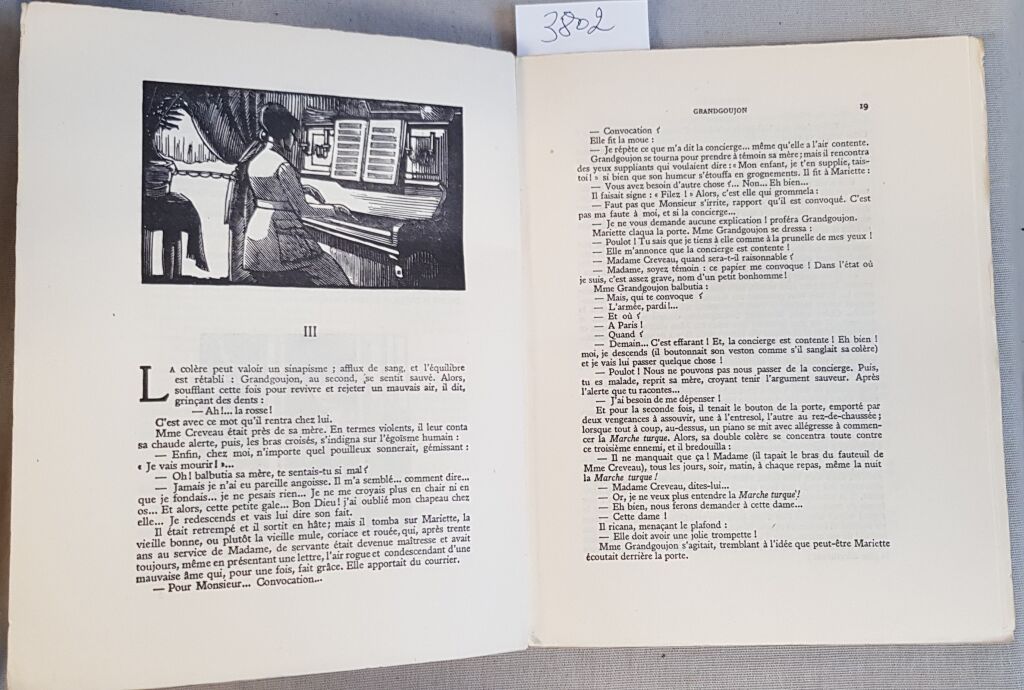 3802
III
LA colère peut valoir un sinapisme ; afflux de sang, et l'équilibre
est rétabli : Grandgoujon, au second, se sentit sauvé. Alors,
soufflant cette fois pour revivre et rejeter un mauvais air, il dit,
grinçant des dents :
— Ah!... la rosse!
C'est avec ce mot qu'il rentra chez lui.
Mme Creveau était près de sa mère. En termes violents, il leur conta
sa chaude alerte, puis, les bras croisés, s'indigna sur l'égoïsme humain :
— Enfin, chez moi, n'importe quel pouilleux sonnerait, gémissant :
« Je vais mourir! »...
— Oh! balbutia sa mère, te sentais-tu si mal?
— Jamais je n'ai eu pareille angoisse. Il m'a semblé... comment dire...
que je fondais... je ne pesais rien... Je ne me croyais plus en chair ni en
os... Et alors, cette petite gale... Bon Dieu! j'ai oublié mon chapeau chez
elle... Je redescends et vais lui dire son fait.
Il était retrempé et il sortit en hâte; mais il tomba sur Mariette, la
vieille bonne, ou plutôt la vieille mule, coriace et rouée, qui, après trente
ans au service de Madame, de servante était devenue maîtresse et avait
toujours, même en présentant une lettre, l'air rogue et condescendant d'une
mauvaise âme qui, pour une fois, fait grâce. Elle apportait du courrier.
— Pour Monsieur... Convocation...
GRANDGOUJON 19
— Convocation ?
Elle fit la moue :
— Je répète ce que m'a dit la concierge... même qu'elle a l'air contente.
Grandgoujon se tourna pour prendre à témoin sa mère; mais il rencontra
des yeux suppliants qui voulaient dire : « Mon enfant, je t'en supplie, tais-
toi! » si bien que son humeur s'étouffa en grognements. Il fit à Mariette :
— Vous avez besoin d'autre chose ?... Non... Eh bien...
Il faisait signe : « Filez ! » Alors, c'est elle qui grommela :
— Faut pas que Monsieur s'irrite, rapport qu'il est convoqué. C'est
pas ma faute à moi, et si la concierge...
— Je ne vous demande aucune explication ! proféra Grandgoujon.
Mariette claqua la porte. Mme Grandgoujon se dressa :
— Poulot ! Tu sais que je tiens à elle comme à la prunelle de mes yeux !
— Elle m'annonce que la concierge est contente !
— Madame Creveau, quand sera-t-il raisonnable ?
— Madame, soyez témoin : ce papier me convoque ! Dans l'état où
je suis, c'est assez grave, nom d'un petit bonhomme!
Mme Grandgoujon balbutia :
— Mais, qui te convoque ?
— L'armée, pardi!...
— Et où ?
— A Paris !
— Quand ?
— Demain... C'est effarant ! Et, la concierge est contente ! Eh bien !
moi, je descends (il boutonnait son veston comme s'il sanglait sa colère)
et je vais lui passer quelque chose !
— Poulot ! Nous ne pouvons pas nous passer de la concierge. Puis,
tu es malade, reprit sa mère, croyant tenir l'argument sauveur. Après
l'alerte que tu racontes...
— J'ai besoin de me dépenser !
Et pour la seconde fois, il tenait le bouton de la porte, emporté par
deux vengeances à assouvir, une à l'entresol, l'autre au rez-de-chaussée;
lorsque tout à coup, au-dessus, un piano se mit avec allégresse à commen-
cer la Marche turque. Alors, sa double colère se concentra toute contre
ce troisième ennemi, et il bredouilla :
— Il ne manquait que ça ! Madame (il tapait le bras du fauteuil de
Mme Creveau), tous les jours, soir, matin, à chaque repas, même la nuit
la Marche turque !
— Madame Creveau, dites-lui...
— Or, je ne veux plus entendre la Marche turque!
— Eh bien, nous ferons demander à cette dame...
— Cette dame !
Il ricana, menaçant le plafond :
— Elle doit avoir une jolie trompette !
Mme Grandgoujon s'agitait, tremblant à l'idée que peut-être Mariette
écoutait derrière la porte.